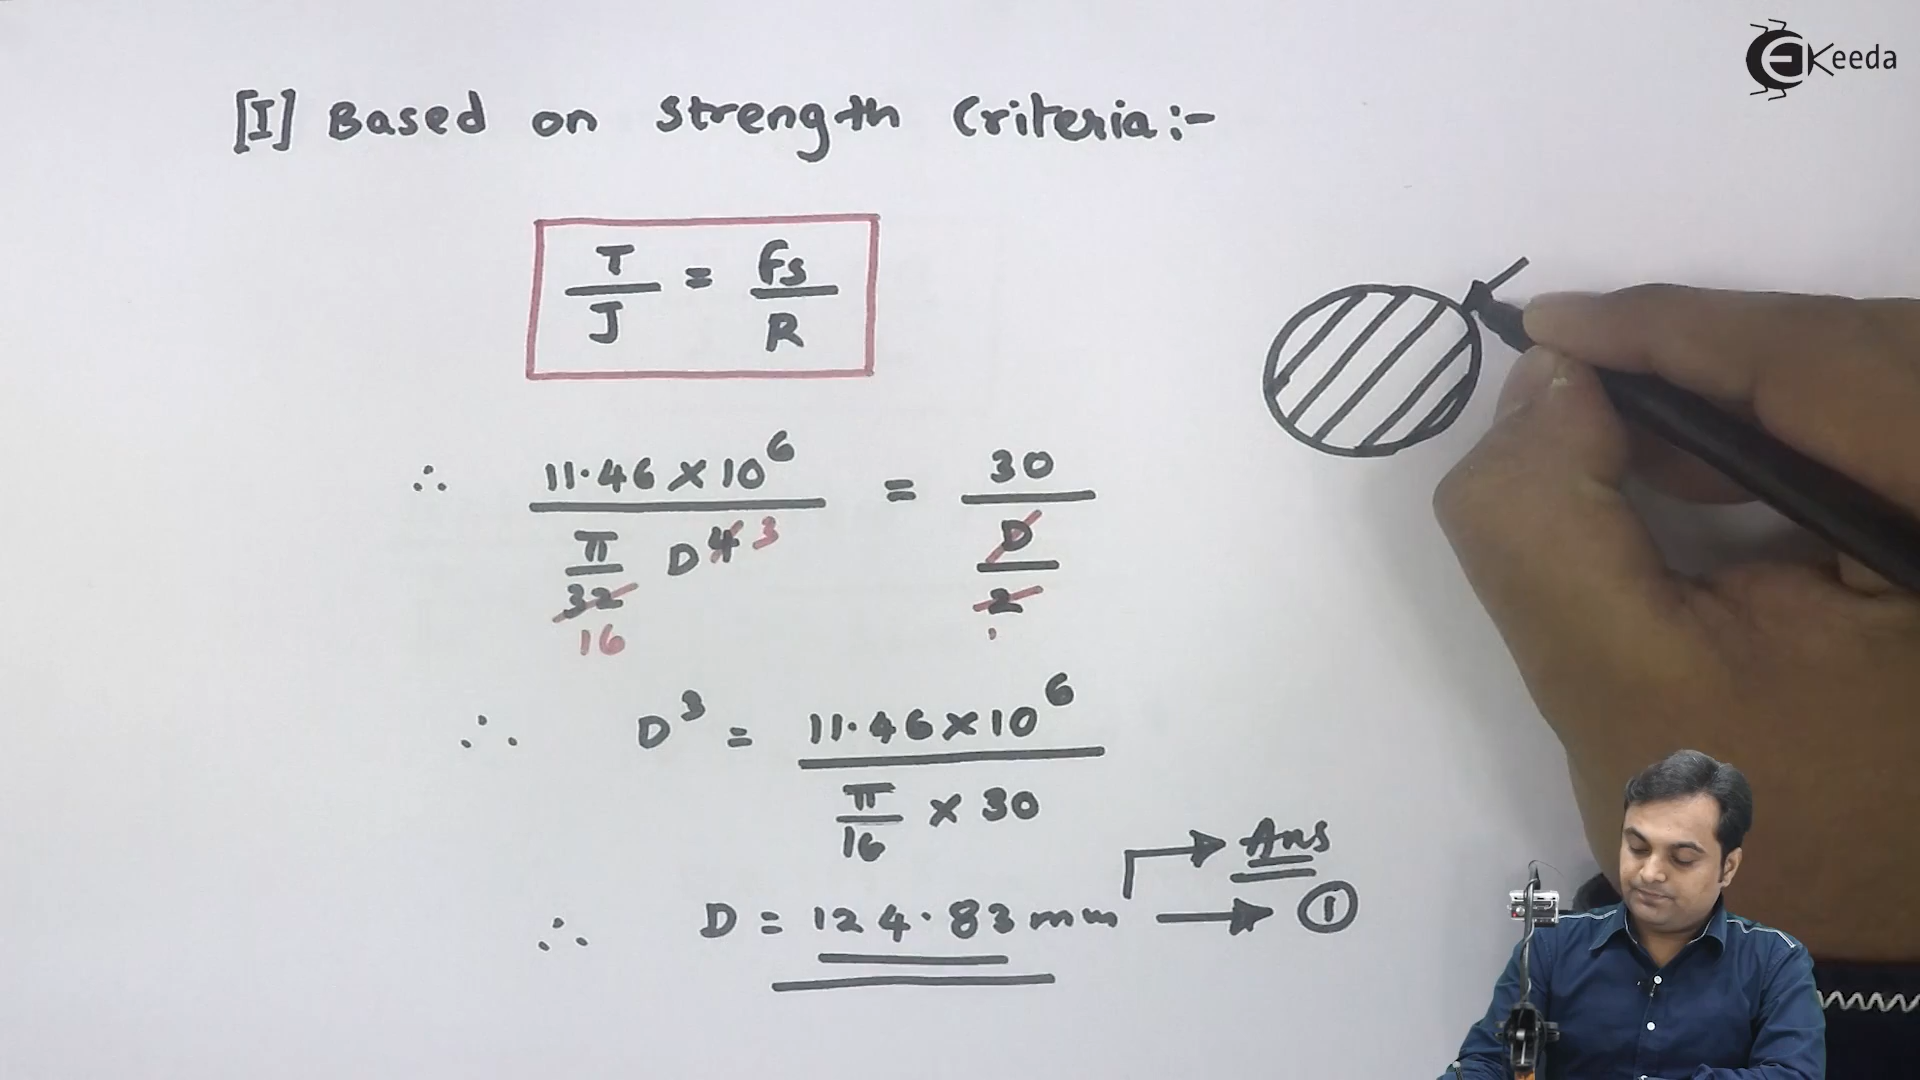 Keeda
[I] Based on strength Criteria:-
T/J = fs/R
∴ 11.46 × 10^6 / (π/32 D^4 3) = 30 / (D/2)
16
∴ D^3 = 11.46 × 10^6 / (π/16 × 30)
Ans
∴ D = 124.83 mm → ①